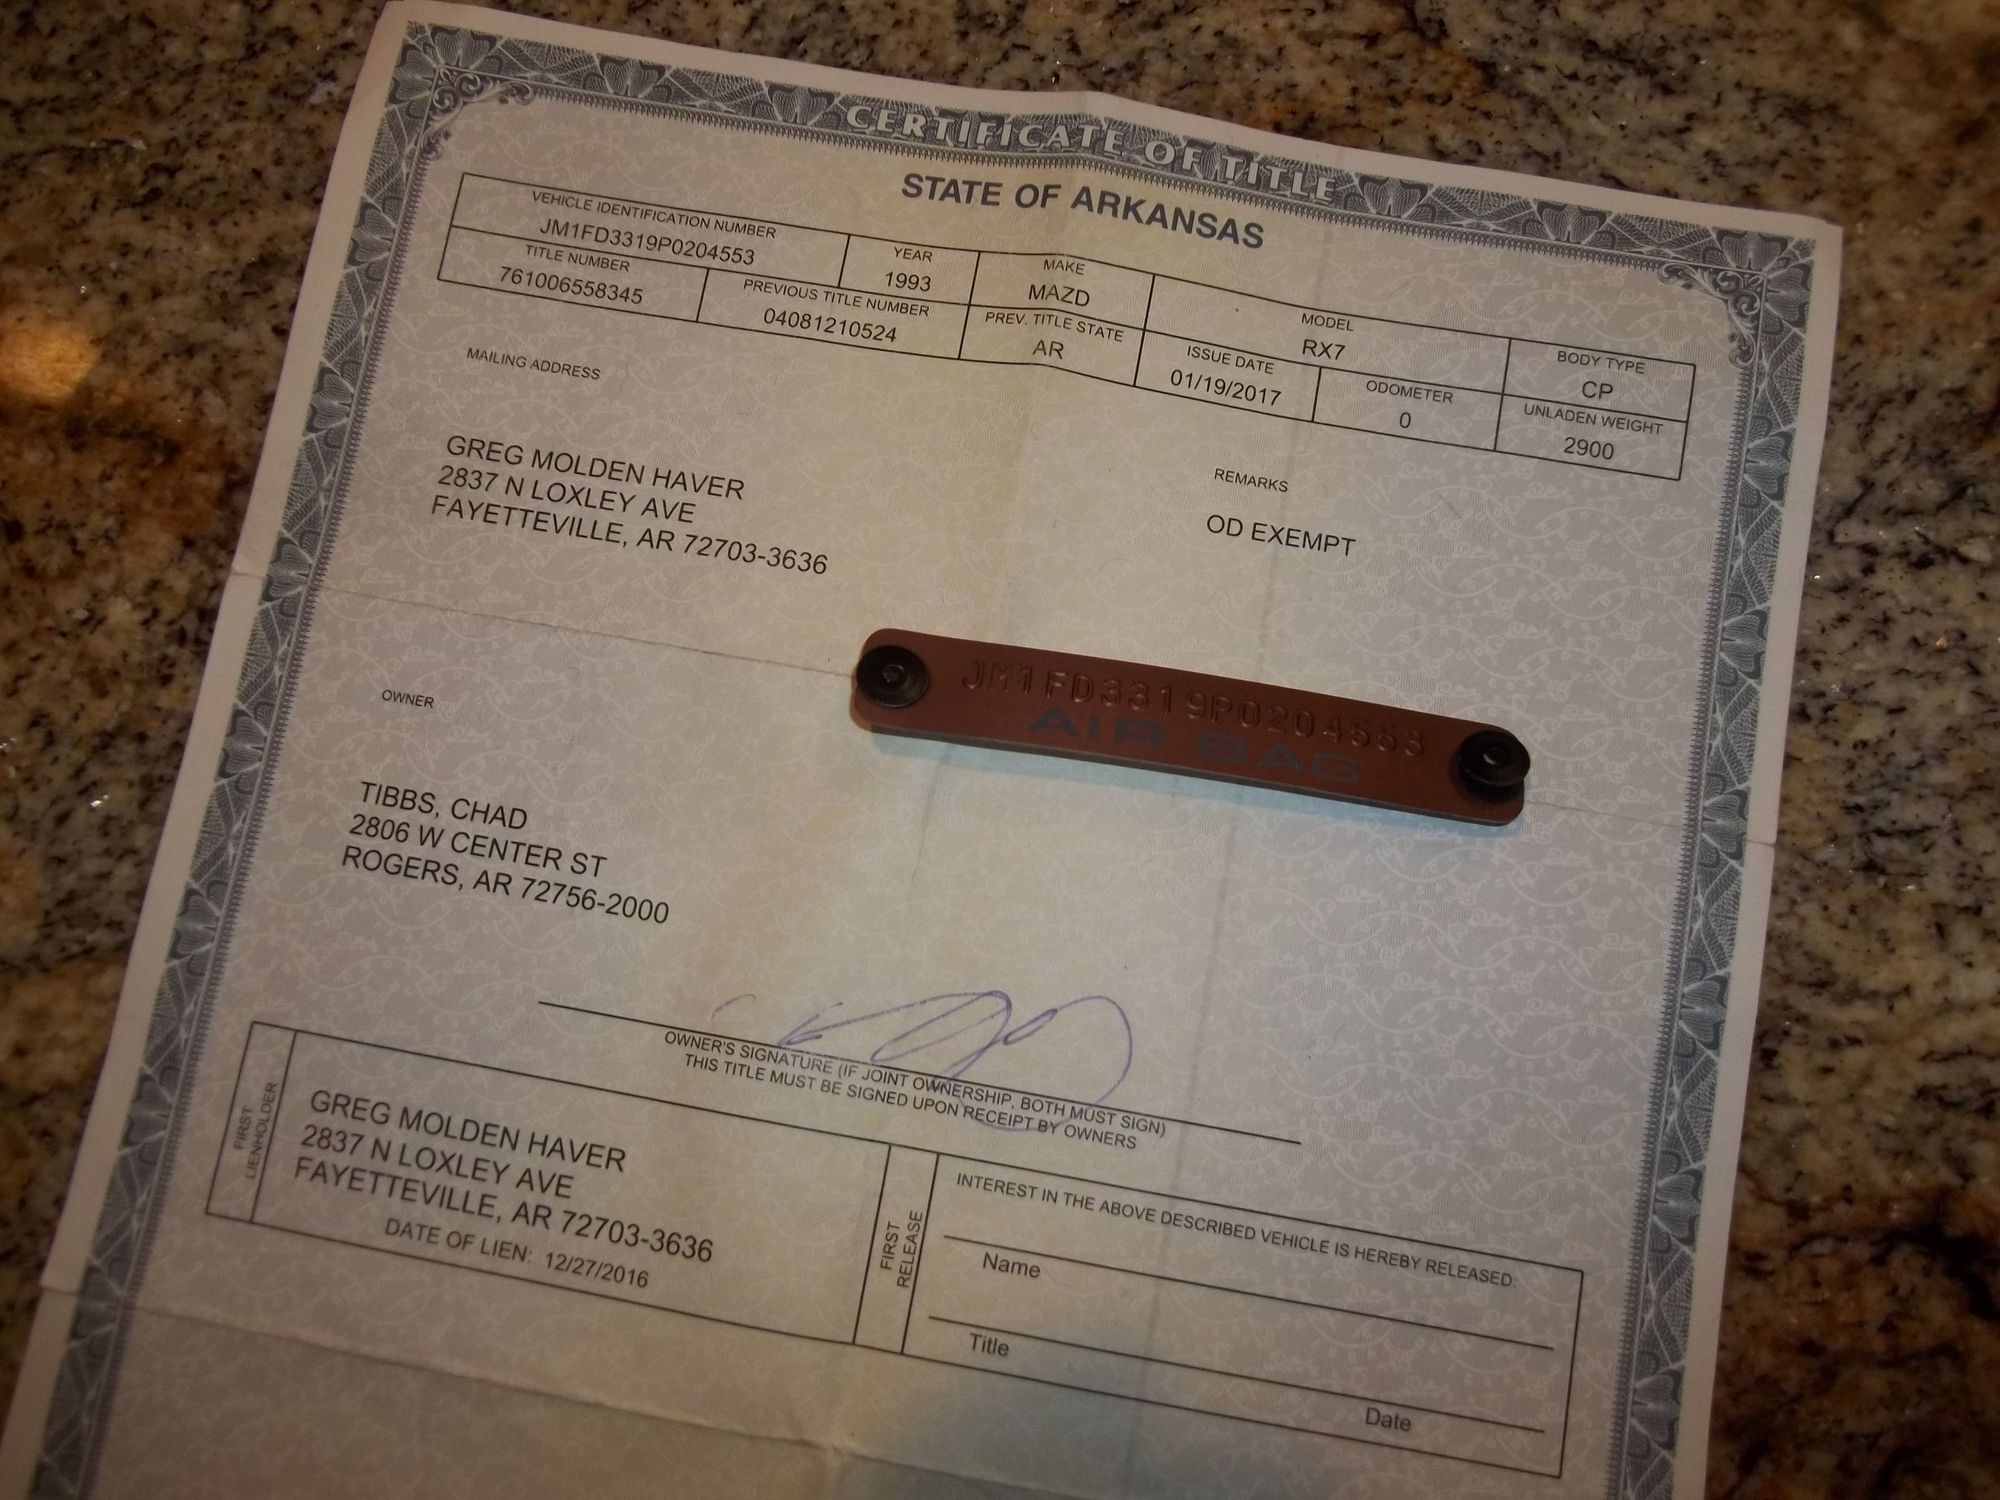 CERTIFICATE OF TITLE
STATE OF ARKANSAS
VEHICLE IDENTIFICATION NUMBER
JM1FD3319P0204553
YEAR
1993
MAKE
MAZD
MODEL
RX7
BODY TYPE
CP
TITLE NUMBER
761006558345
PREVIOUS TITLE NUMBER
04081210524
PREV. TITLE STATE
AR
ISSUE DATE
01/19/2017
ODOMETER
0
UNLADEN WEIGHT
2900
MAILING ADDRESS
GREG MOLDEN HAVER
2837 N LOXLEY AVE
FAYETTEVILLE, AR 72703-3636
REMARKS
OD EXEMPT
JM1FD3319P0204553
AIR BAG
OWNER
TIBBS, CHAD
2806 W CENTER ST
ROGERS, AR 72756-2000
OWNER'S SIGNATURE (IF JOINT OWNERSHIP, BOTH MUST SIGN)
THIS TITLE MUST BE SIGNED UPON RECEIPT BY OWNERS
FIRST
LIENHOLDER
GREG MOLDEN HAVER
2837 N LOXLEY AVE
FAYETTEVILLE, AR 72703-3636
DATE OF LIEN: 12/27/2016
FIRST
RELEASE
INTEREST IN THE ABOVE DESCRIBED VEHICLE IS HEREBY RELEASED:
Name
Title
Date